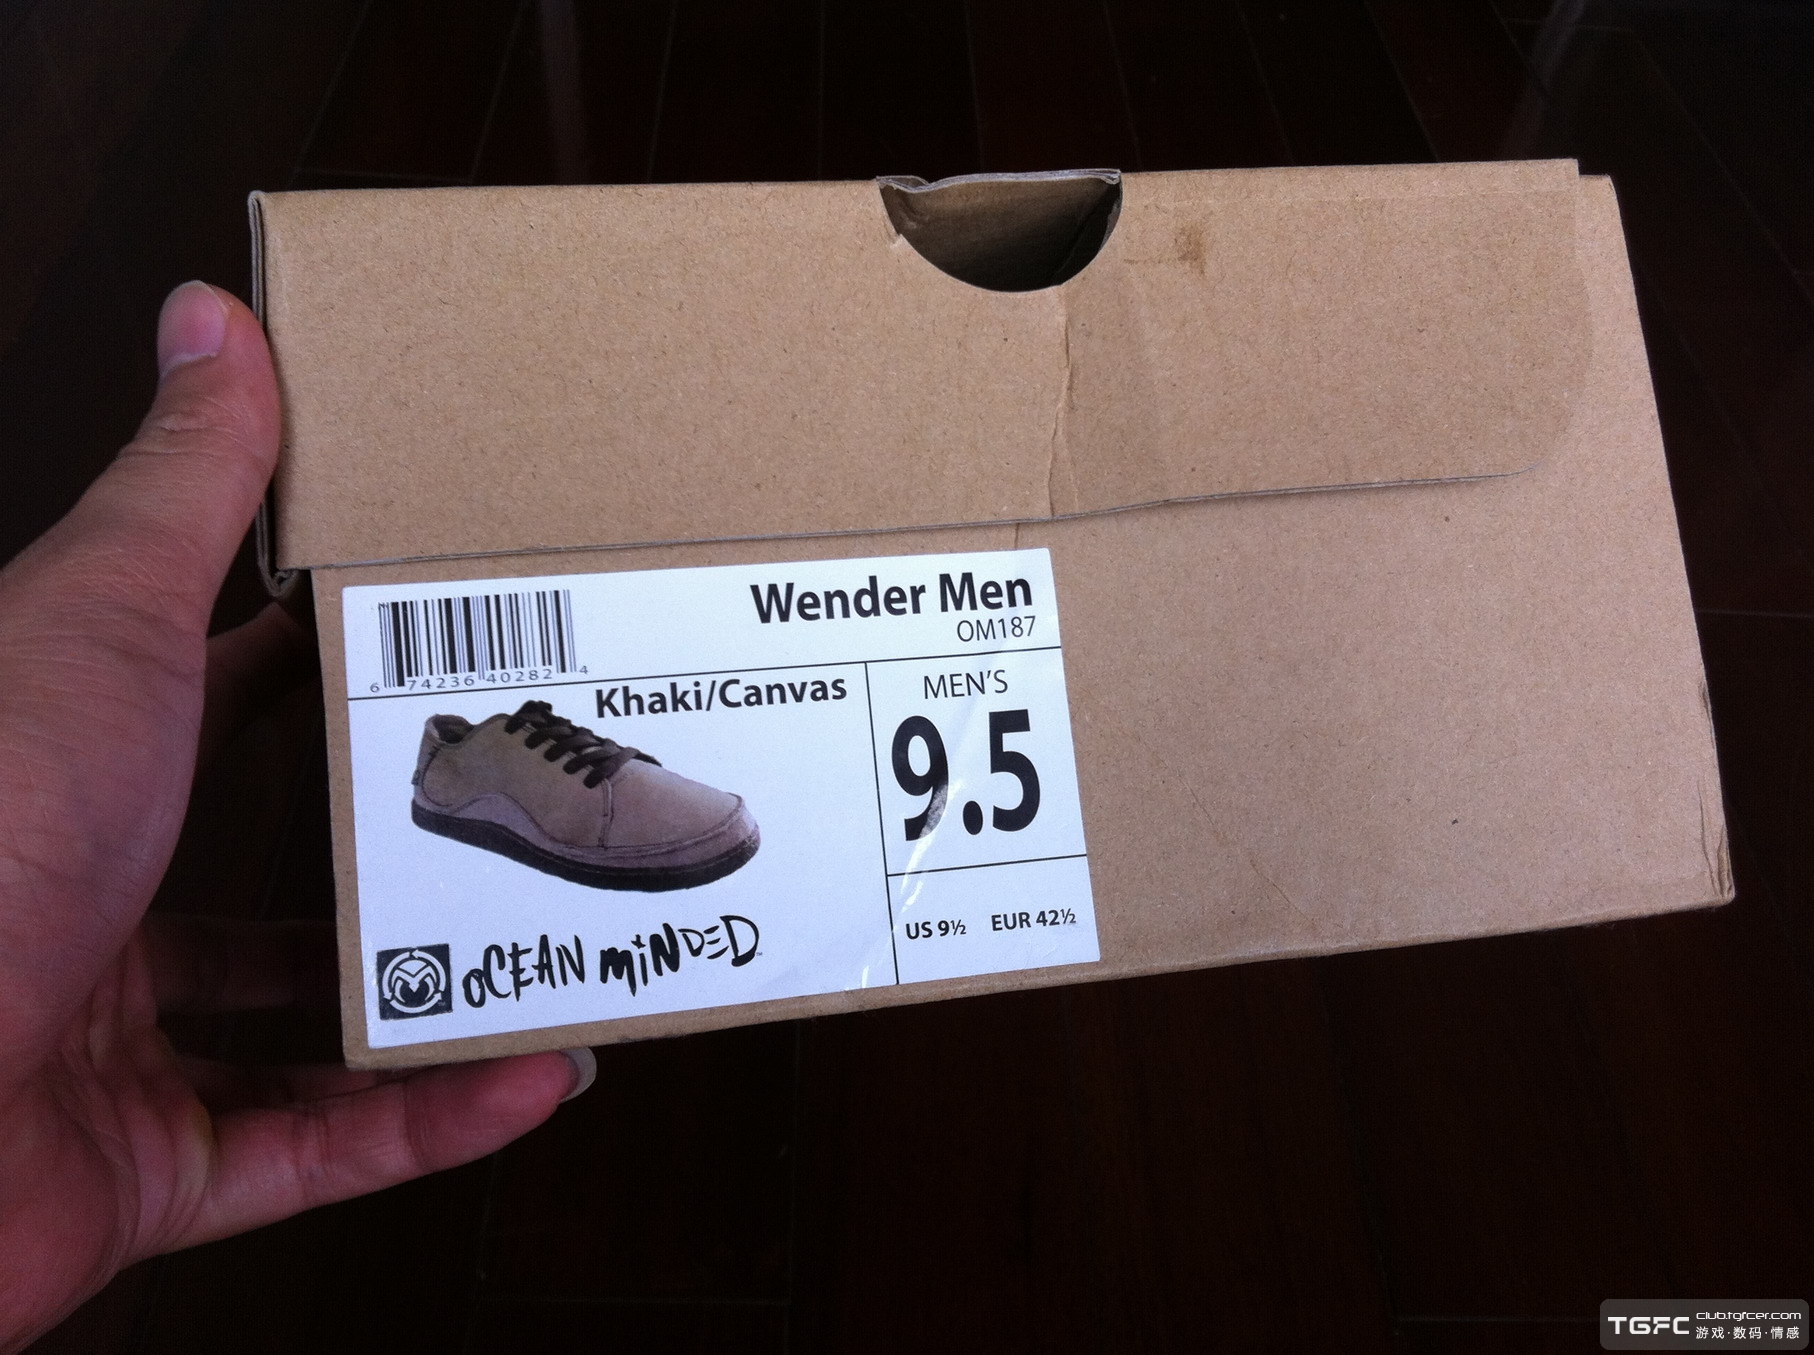 Wender Men
OM187
6 74236 40282 4
Khaki/Canvas
MEN'S
9.5
US 9½ EUR 42½
OCEAN MINDED™
TGFC club.tgfcer.com
游戏·数码·情感